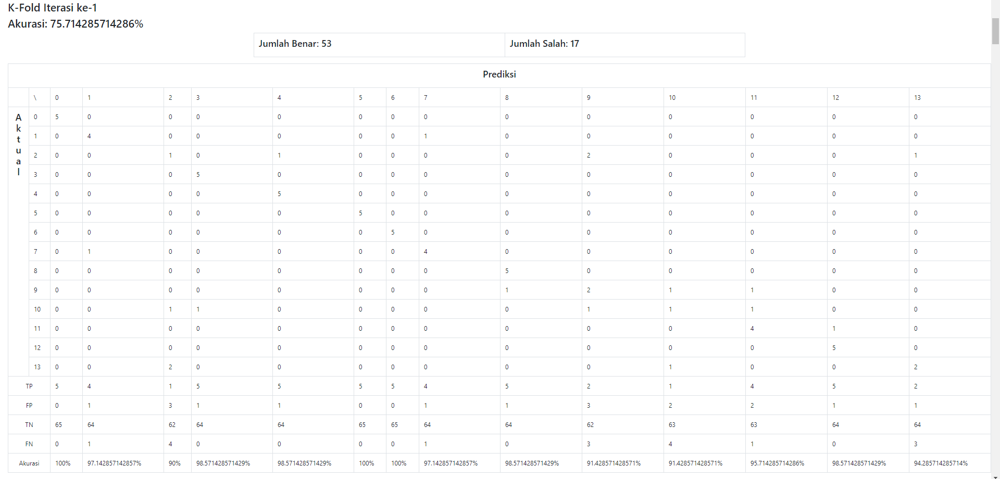 K-Fold Iterasi ke-1
Akurasi: 75.714285714286%
Jumlah Benar: 53 Jumlah Salah: 17
Prediksi
\ 0 1 2 3 4 5 6 7 8 9 10 11 12 13
Aktual
0 5 0 0 0 0 0 0 0 0 0 0 0 0 0
1 0 4 0 0 0 0 0 1 0 0 0 0 0 0
2 0 0 1 0 1 0 0 0 0 2 0 0 0 1
3 0 0 0 5 0 0 0 0 0 0 0 0 0 0
4 0 0 0 0 5 0 0 0 0 0 0 0 0 0
5 0 0 0 0 0 5 0 0 0 0 0 0 0 0
6 0 0 0 0 0 0 5 0 0 0 0 0 0 0
7 0 1 0 0 0 0 0 4 0 0 0 0 0 0
8 0 0 0 0 0 0 0 0 5 0 0 0 0 0
9 0 0 0 0 0 0 0 0 1 2 1 1 0 0
10 0 0 1 1 0 0 0 0 0 1 1 1 0 0
11 0 0 0 0 0 0 0 0 0 0 0 4 1 0
12 0 0 0 0 0 0 0 0 0 0 0 0 5 0
13 0 0 2 0 0 0 0 0 0 0 1 0 0 2
TP 5 4 1 5 5 5 5 4 5 2 1 4 5 2
FP 0 1 3 1 1 0 0 1 1 3 2 2 1 1
TN 65 64 62 64 64 65 65 64 64 62 63 63 64 64
FN 0 1 4 0 0 0 0 1 0 3 4 1 0 3
Akurasi 100% 97.142857142857% 90% 98.571428571429% 98.571428571429% 100% 100% 97.142857142857% 98.571428571429% 91.428571428571% 91.428571428571% 95.714285714286% 98.571428571429% 94.285714285714%